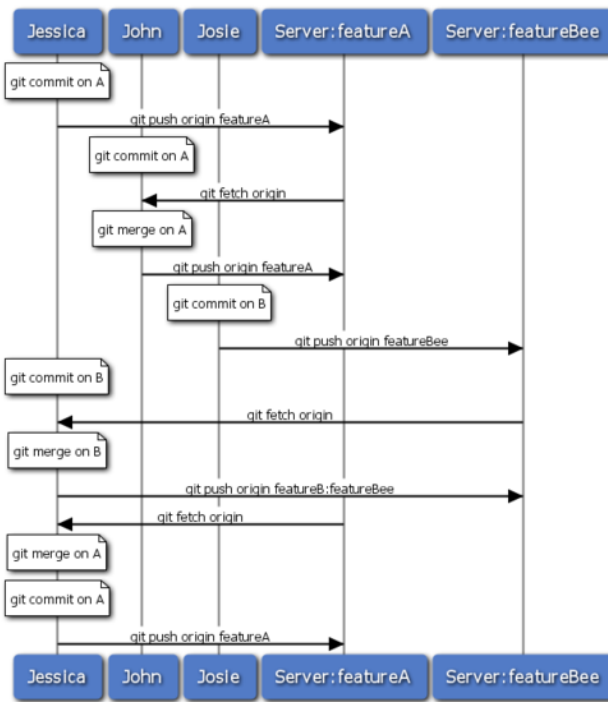 Jessica John Josie Server:featureA Server:featureBee
git commit on A
git push origin featureA
git commit on A
git fetch origin
git merge on A
git push origin featureA
git commit on B
git push origin featureBee
git commit on B
git fetch origin
git merge on B
git push origin featureB:featureBee
git fetch origin
git merge on A
git commit on A
git push origin featureA
Jessica John Josie Server:featureA Server:featureBee